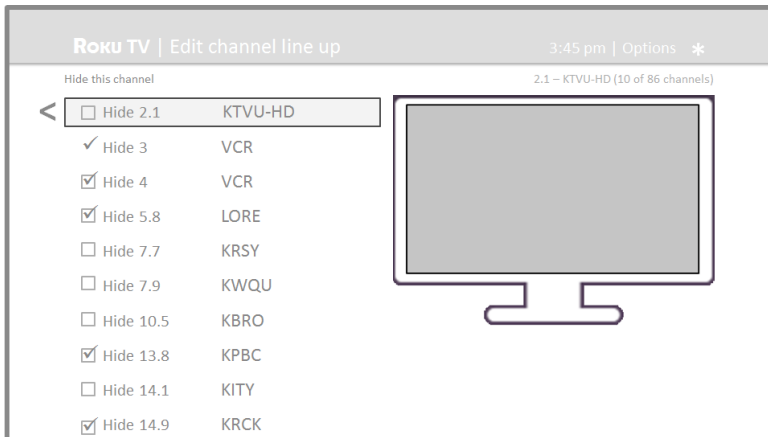 ROKU TV | Edit channel line up 3:45 pm | Options *
Hide this channel 2.1 – KTVU-HD (10 of 86 channels)
< Hide 2.1 KTVU-HD
Hide 3 VCR
Hide 4 VCR
Hide 5.8 LORE
Hide 7.7 KRSY
Hide 7.9 KWQU
Hide 10.5 KBRO
Hide 13.8 KPBC
Hide 14.1 KITY
Hide 14.9 KRCK